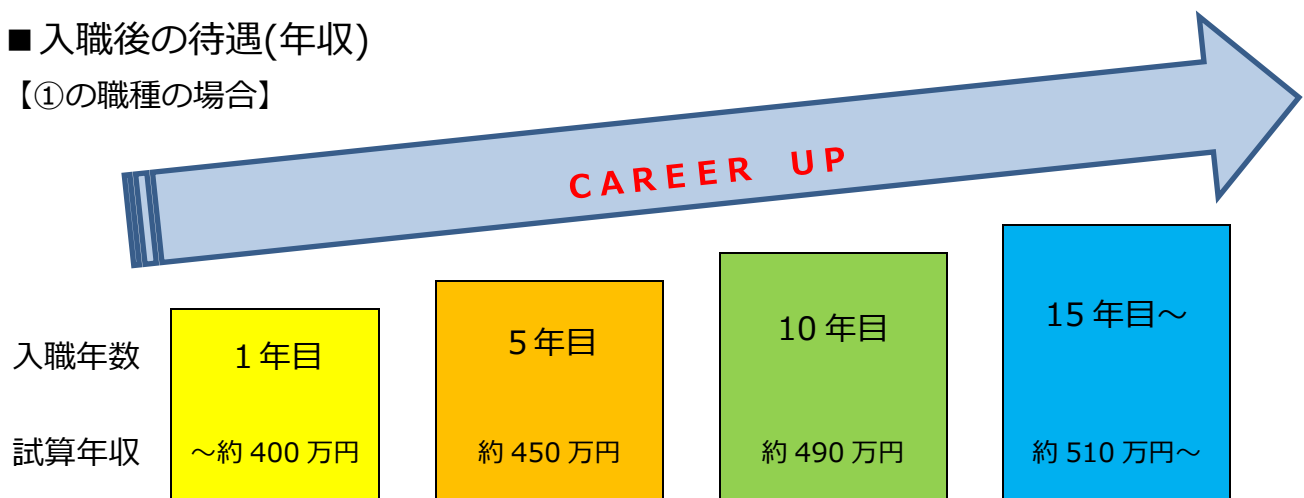 ■入職後の待遇(年収)
【①の職種の場合】
CAREER UP
入職年数 1年目 5年目 10年目 15年目～
試算年収 ～約400万円 約450万円 約490万円 約510万円～